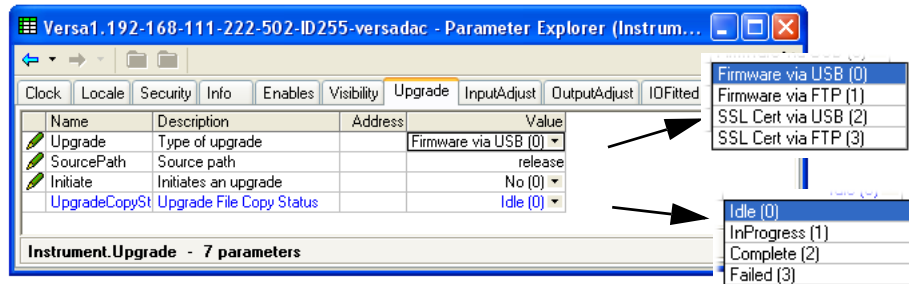 Versa1.192-168-111-222-502-ID255-versadac - Parameter Explorer (Instrum...
Clock Locale Security Info Enables Visibility Upgrade InputAdjust OutputAdjust IOFitted
Name Description Address Value
Upgrade Type of upgrade Firmware via USB (0)
SourcePath Source path release
Initiate Initiates an upgrade No (0)
UpgradeCopySt Upgrade File Copy Status Idle (0)
Instrument.Upgrade - 7 parameters
Firmware via USB (0)
Firmware via FTP (1)
SSL Cert via USB (2)
SSL Cert via FTP (3)
Idle (0)
InProgress (1)
Complete (2)
Failed (3)